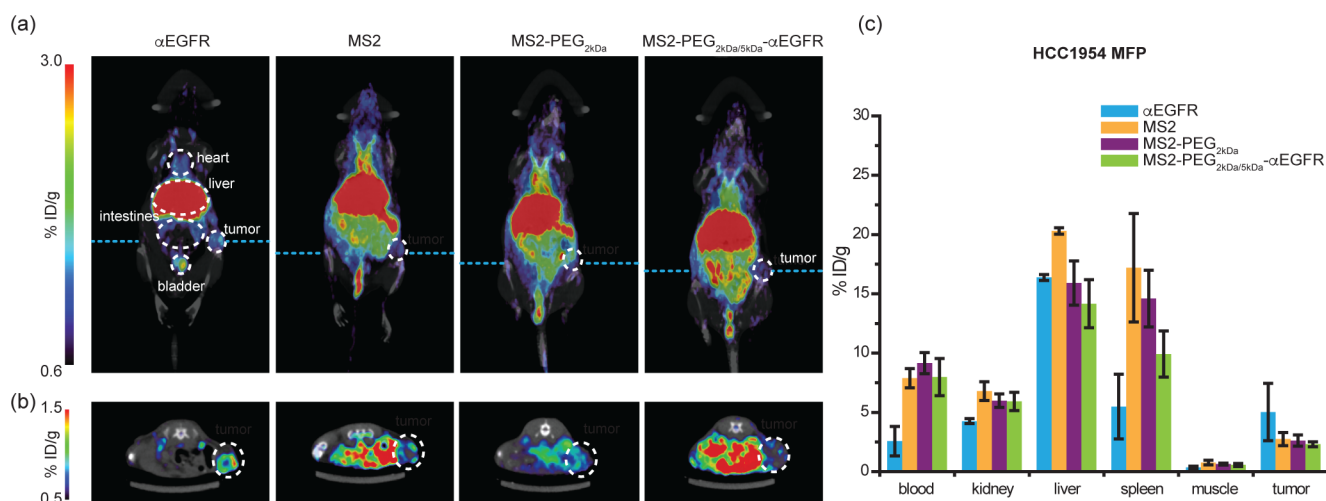 (a)
αEGFR
MS2
MS2-PEG2kDa
MS2-PEG2kDa/5kDa-αEGFR
3.0
% ID/g
0.6
heart
liver
intestines
tumor
bladder
tumor
tumor
tumor
(b)
1.5
% ID/g
0.5
tumor
tumor
tumor
tumor
(c)
HCC1954 MFP
αEGFR
MS2
MS2-PEG2kDa
MS2-PEG2kDa/5kDa-αEGFR
% ID/g
30
25
20
15
10
5
0
blood kidney liver spleen muscle tumor